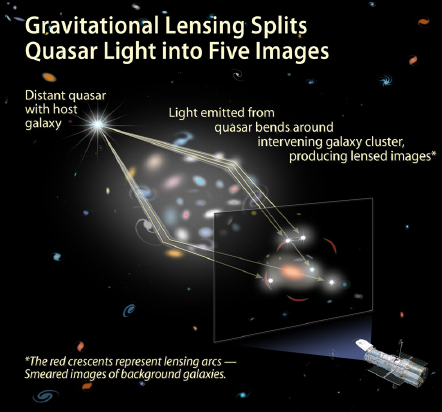 Gravitational Lensing Splits
Quasar Light into Five Images
Distant quasar
with host
galaxy
Light emitted from
quasar bends around
intervening galaxy cluster,
producing lensed images*
*The red crescents represent lensing arcs —
Smeared images of background galaxies.